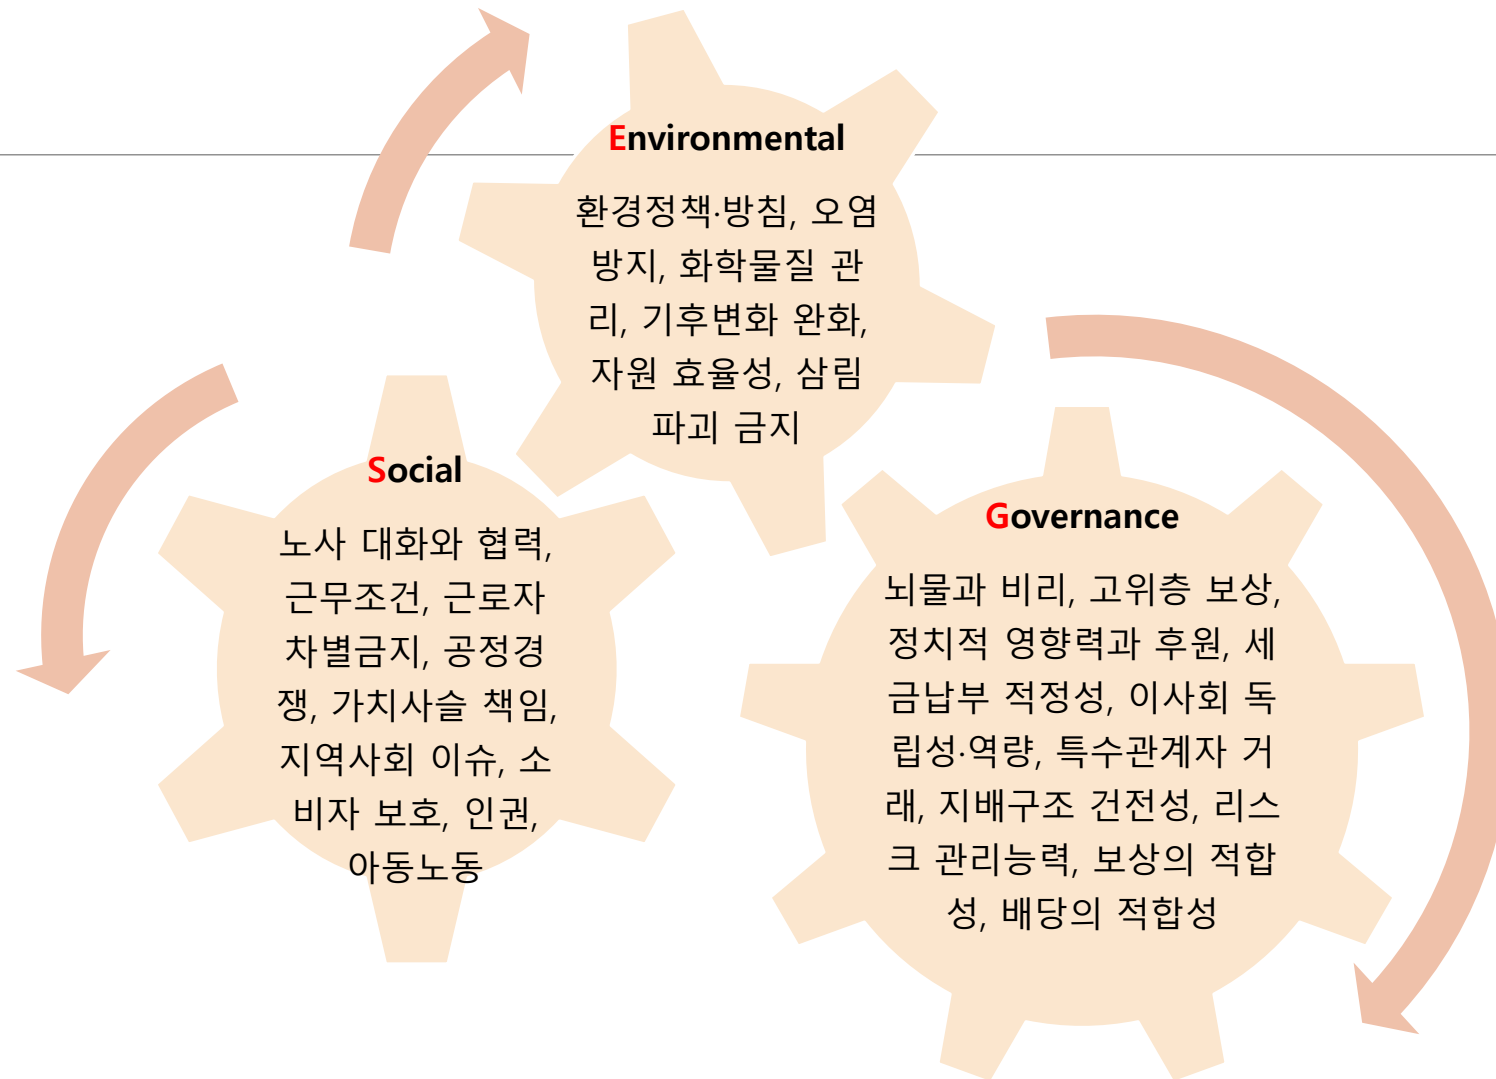 Environmental
환경정책·방침, 오염
방지, 화학물질 관
리, 기후변화 완화,
자원 효율성, 삼림
파괴 금지
Social
노사 대화와 협력,
근무조건, 근로자
차별금지, 공정경
쟁, 가치사슬 책임,
지역사회 이슈, 소
비자 보호, 인권,
아동노동
Governance
뇌물과 비리, 고위층 보상,
정치적 영향력과 후원, 세
금납부 적정성, 이사회 독
립성·역량, 특수관계자 거
래, 지배구조 건전성, 리스
크 관리능력, 보상의 적합
성, 배당의 적합성